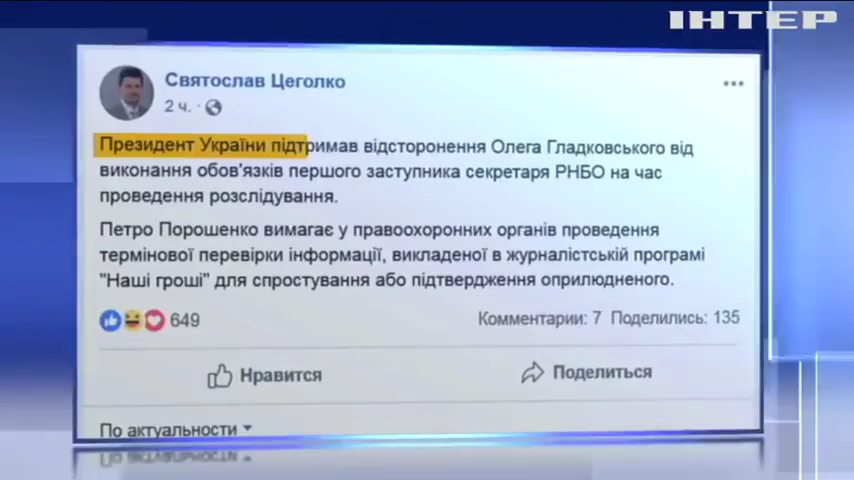 ІНТЕР
Святослав Цеголко
2 ч. ·
Президент України підтримав відсторонення Олега Гладковського від
виконання обов'язків першого заступника секретаря РНБО на час
проведення розслідування.
Петро Порошенко вимагає у правоохоронних органів проведення
термінової перевірки інформації, викладеної в журналістській програмі
"Наші гроші" для спростування або підтвердження оприлюдненого.
649
Комментарии: 7 Поделились: 135
Нравится
Поделиться
По актуальности